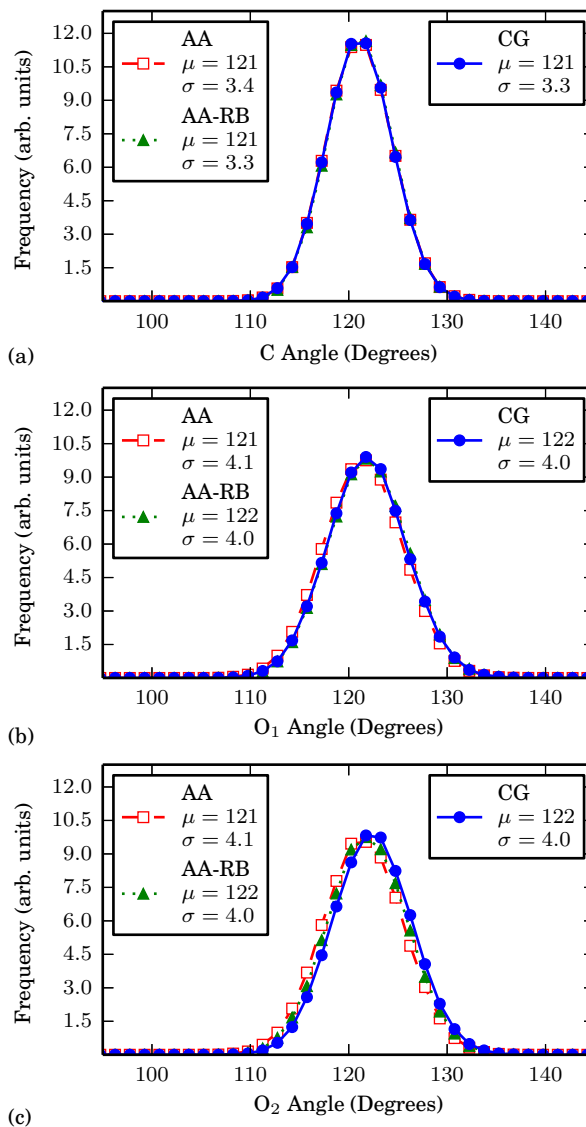 Frequency (arb. units)
12.0
10.5
9.0
7.5
6.0
4.5
3.0
1.5
AA
μ = 121
σ = 3.4
AA-RB
μ = 121
σ = 3.3
CG
μ = 121
σ = 3.3
100 110 120 130 140
(a) C Angle (Degrees)
Frequency (arb. units)
12.0
10.5
9.0
7.5
6.0
4.5
3.0
1.5
AA
μ = 121
σ = 4.1
AA-RB
μ = 122
σ = 4.0
CG
μ = 122
σ = 4.0
100 110 120 130 140
(b) O₁ Angle (Degrees)
Frequency (arb. units)
12.0
10.5
9.0
7.5
6.0
4.5
3.0
1.5
AA
μ = 121
σ = 4.1
AA-RB
μ = 122
σ = 4.0
CG
μ = 122
σ = 4.0
100 110 120 130 140
(c) O₂ Angle (Degrees)